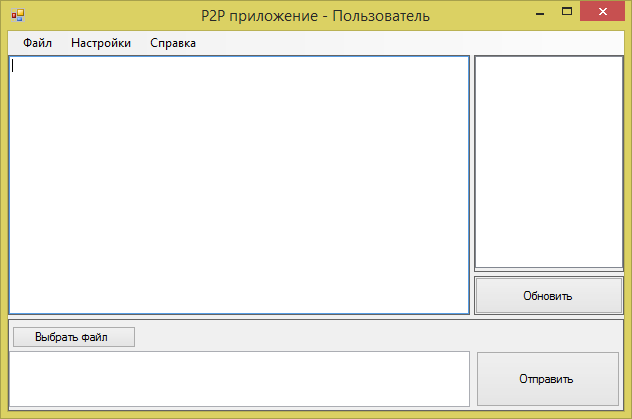 P2P приложение - Пользователь
Файл Настройки Справка
Обновить
Выбрать файл
Отправить